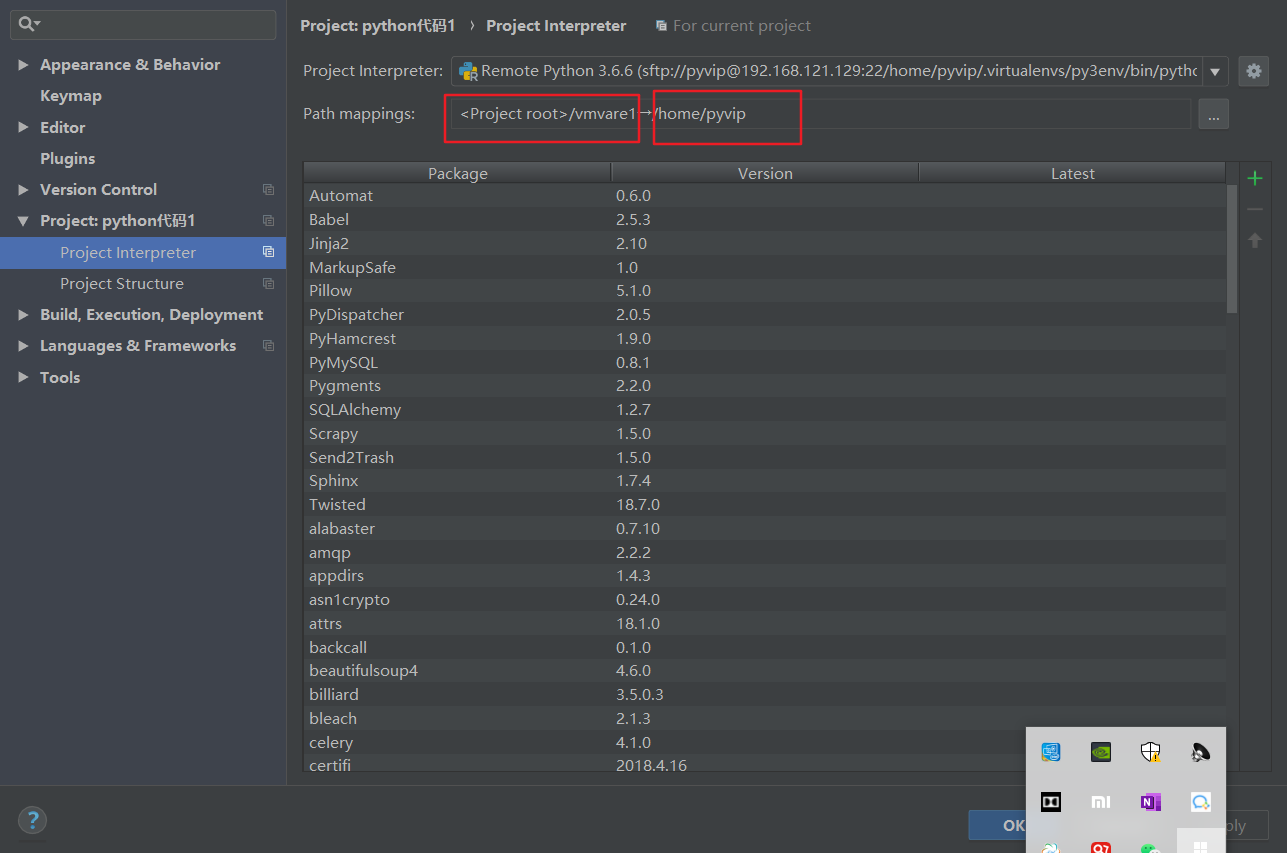 Project: python代码1 › Project Interpreter For current project
Appearance & Behavior
Keymap
Editor
Plugins
Version Control
Project: python代码1
Project Interpreter
Project Structure
Build, Execution, Deployment
Languages & Frameworks
Tools
Project Interpreter: Remote Python 3.6.6 (sftp://pyvip@192.168.121.129:22/home/pyvip/.virtualenvs/py3env/bin/pythc
Path mappings: <Project root>/vmvare1→/home/pyvip
...
Package Version Latest
Automat 0.6.0
Babel 2.5.3
Jinja2 2.10
MarkupSafe 1.0
Pillow 5.1.0
PyDispatcher 2.0.5
PyHamcrest 1.9.0
PyMySQL 0.8.1
Pygments 2.2.0
SQLAlchemy 1.2.7
Scrapy 1.5.0
Send2Trash 1.5.0
Sphinx 1.7.4
Twisted 18.7.0
alabaster 0.7.10
amqp 2.2.2
appdirs 1.4.3
asn1crypto 0.24.0
attrs 18.1.0
backcall 0.1.0
beautifulsoup4 4.6.0
billiard 3.5.0.3
bleach 2.1.3
celery 4.1.0
certifi 2018.4.16
?
OK